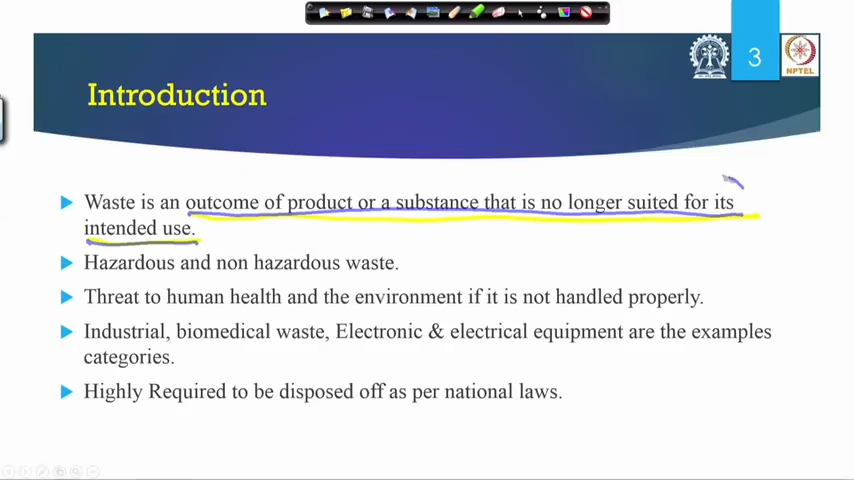 3
NPTEL
Introduction
Waste is an outcome of product or a substance that is no longer suited for its
intended use.
Hazardous and non hazardous waste.
Threat to human health and the environment if it is not handled properly.
Industrial, biomedical waste, Electronic & electrical equipment are the examples
categories.
Highly Required to be disposed off as per national laws.